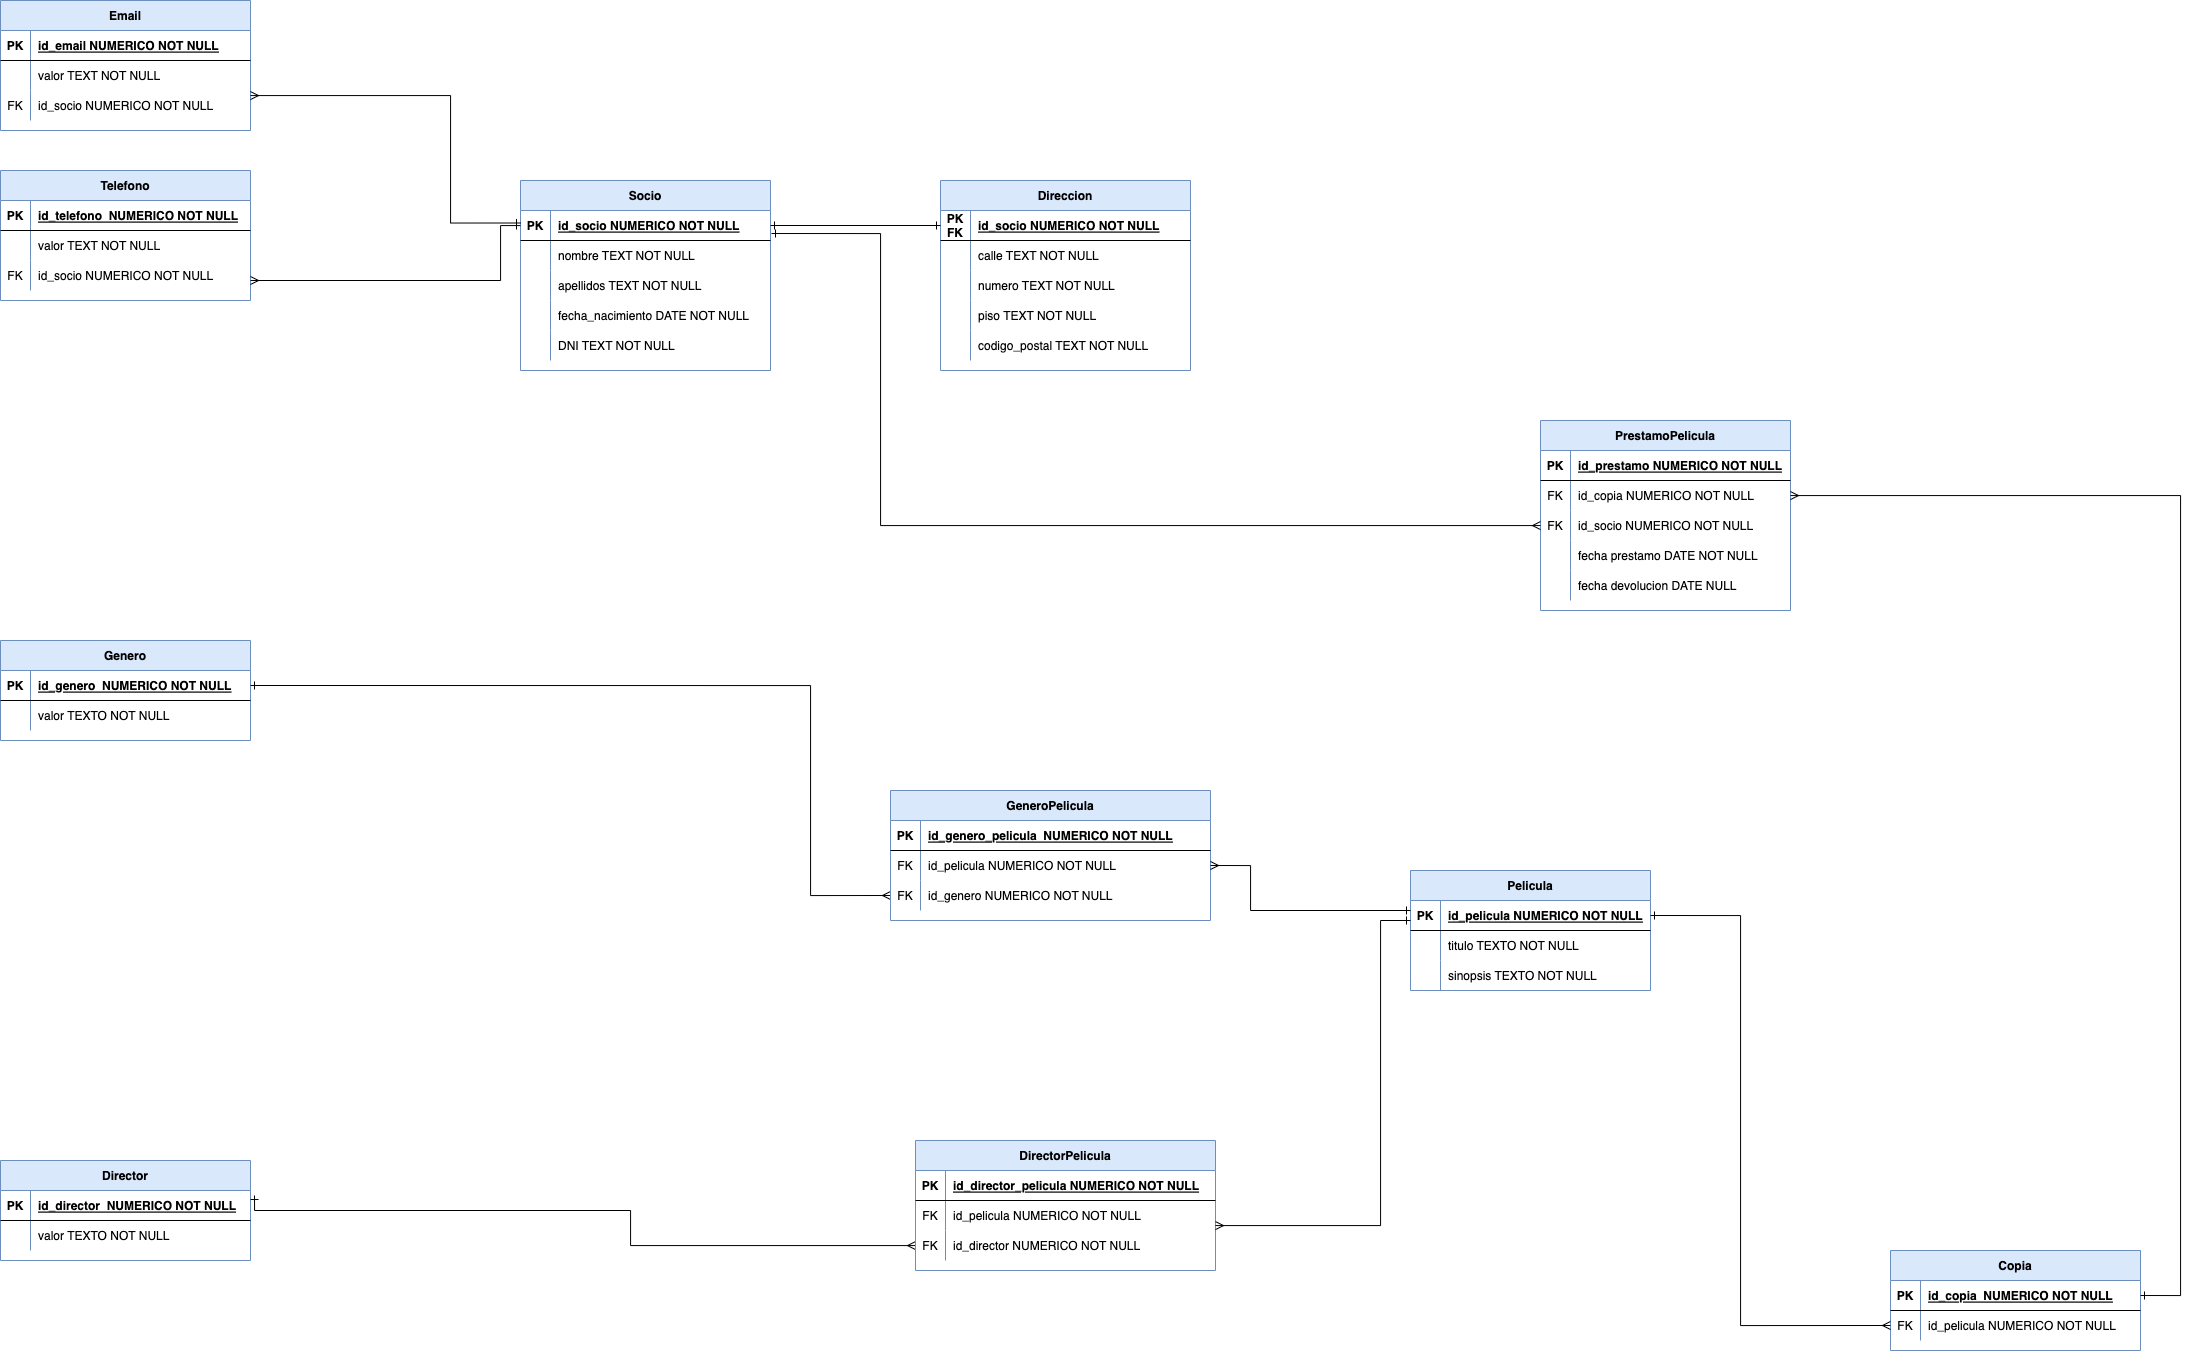 Email
PK id_email NUMERICO NOT NULL
valor TEXT NOT NULL
FK id_socio NUMERICO NOT NULL
Telefono
PK id_telefono NUMERICO NOT NULL
valor TEXT NOT NULL
FK id_socio NUMERICO NOT NULL
Socio
PK id_socio NUMERICO NOT NULL
nombre TEXT NOT NULL
apellidos TEXT NOT NULL
fecha_nacimiento DATE NOT NULL
DNI TEXT NOT NULL
Direccion
PK
FK id_socio NUMERICO NOT NULL
calle TEXT NOT NULL
numero TEXT NOT NULL
piso TEXT NOT NULL
codigo_postal TEXT NOT NULL
PrestamoPelicula
PK id_prestamo NUMERICO NOT NULL
FK id_copia NUMERICO NOT NULL
FK id_socio NUMERICO NOT NULL
fecha prestamo DATE NOT NULL
fecha devolucion DATE NULL
Genero
PK id_genero NUMERICO NOT NULL
valor TEXTO NOT NULL
GeneroPelicula
PK id_genero_pelicula NUMERICO NOT NULL
FK id_pelicula NUMERICO NOT NULL
FK id_genero NUMERICO NOT NULL
Pelicula
PK id_pelicula NUMERICO NOT NULL
titulo TEXTO NOT NULL
sinopsis TEXTO NOT NULL
Director
PK id_director NUMERICO NOT NULL
valor TEXTO NOT NULL
DirectorPelicula
PK id_director_pelicula NUMERICO NOT NULL
FK id_pelicula NUMERICO NOT NULL
FK id_director NUMERICO NOT NULL
Copia
PK id_copia NUMERICO NOT NULL
FK id_pelicula NUMERICO NOT NULL